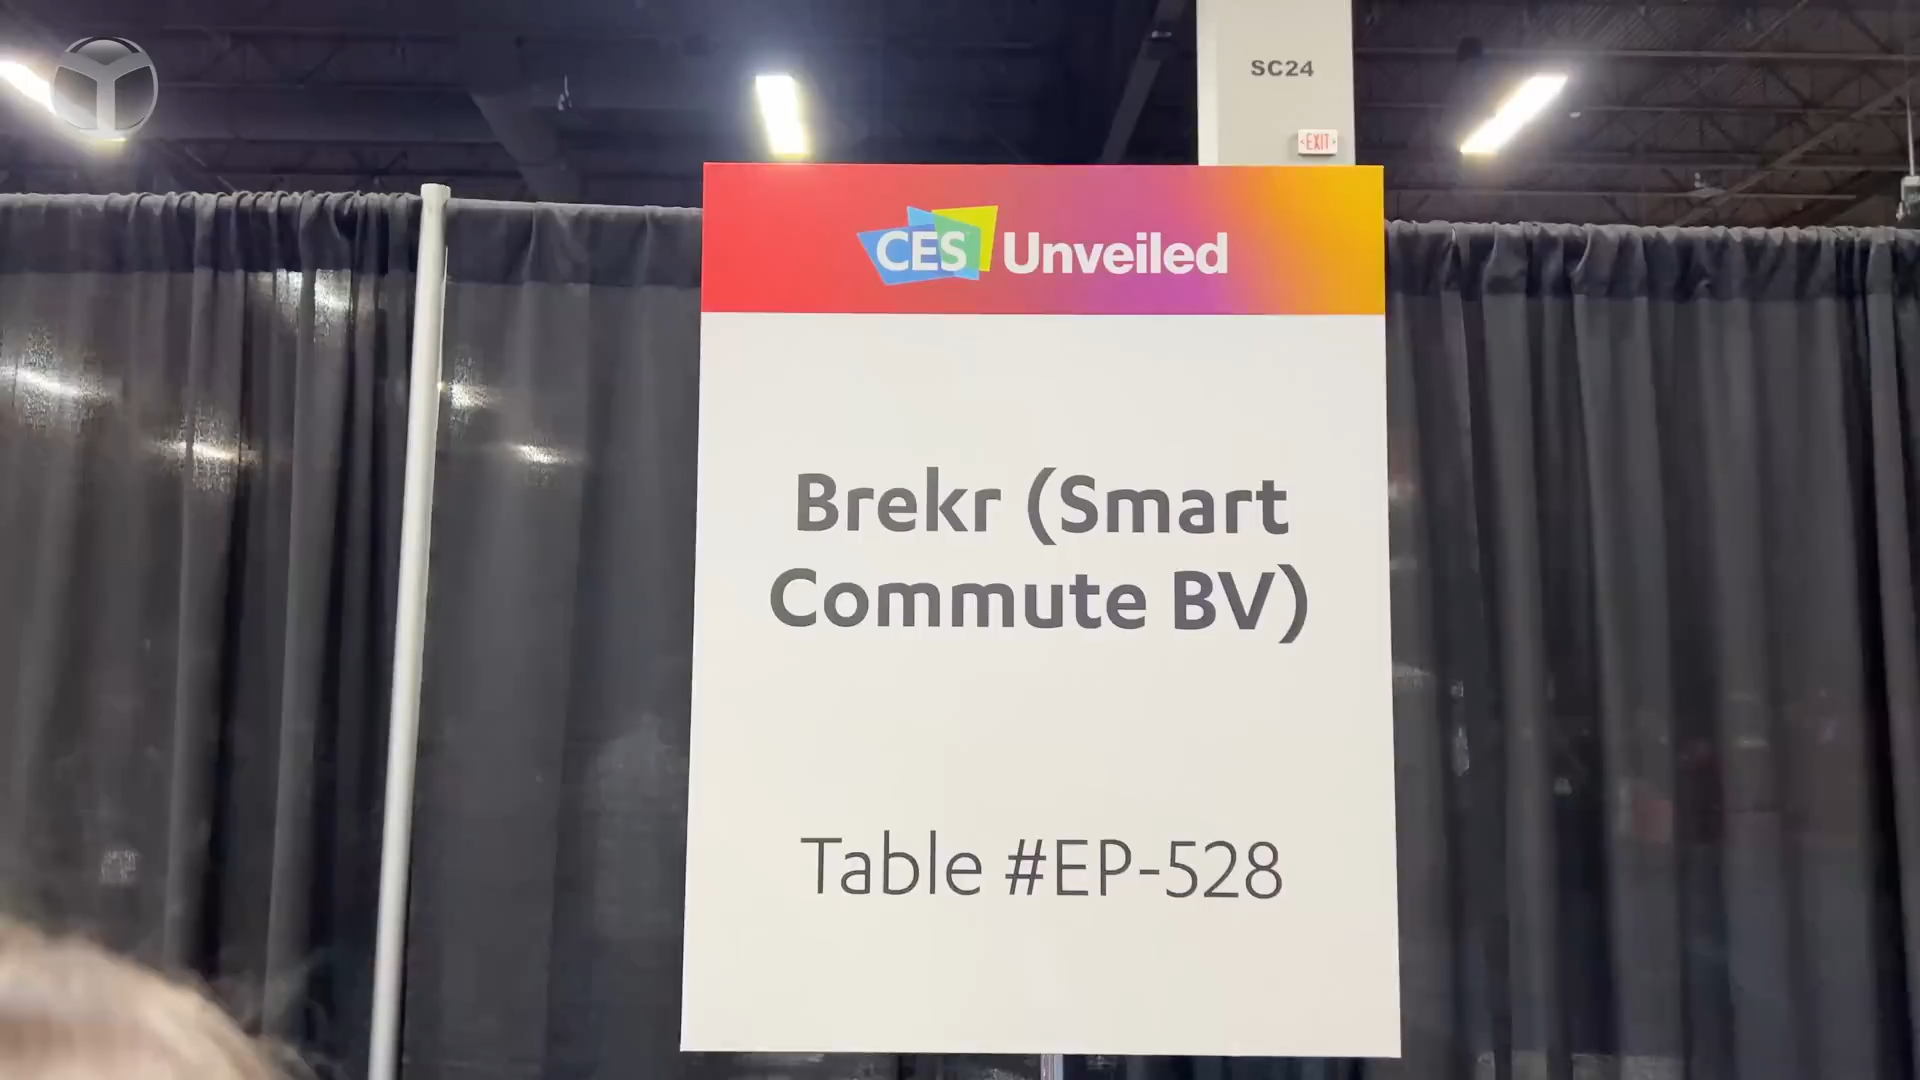 SC24
EXIT
CES Unveiled
Brekr (Smart
Commute BV)
Table #EP-528